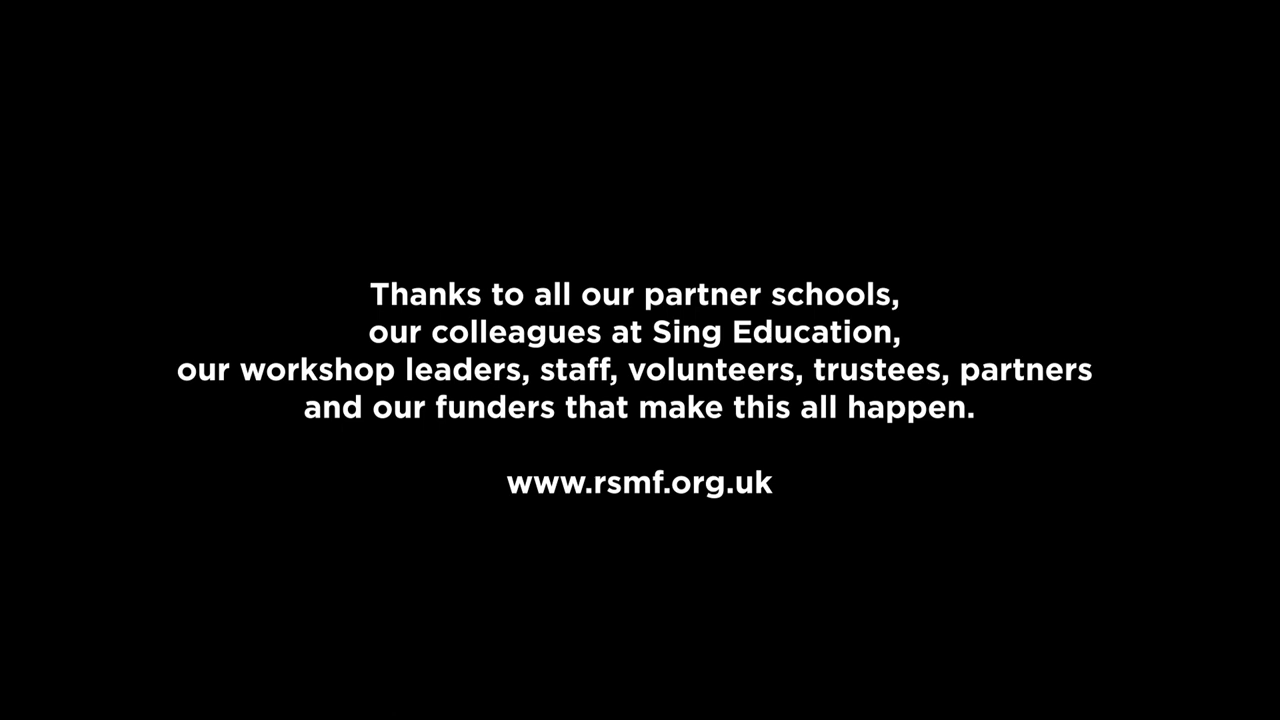 Thanks to all our partner schools,
our colleagues at Sing Education,
our workshop leaders, staff, volunteers, trustees, partners
and our funders that make this all happen.
www.rsmf.org.uk